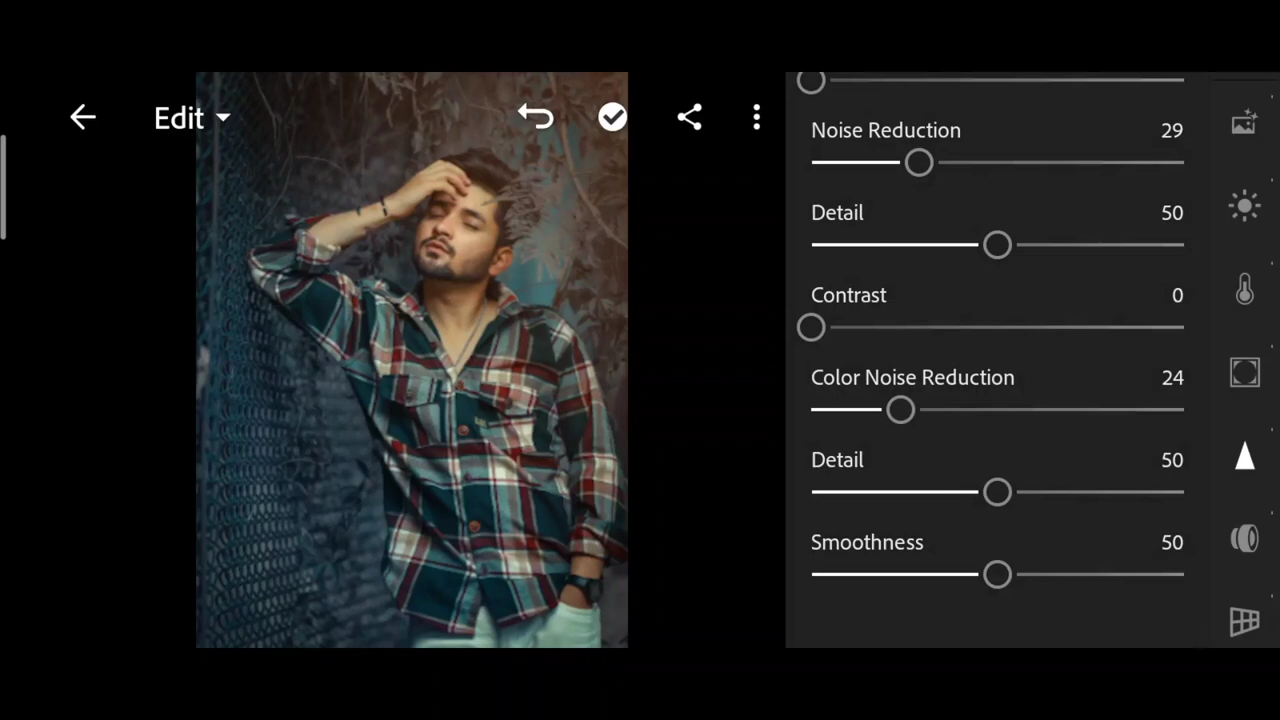 Edit
Noise Reduction 29
Detail 50
Contrast 0
Color Noise Reduction 24
Detail 50
Smoothness 50